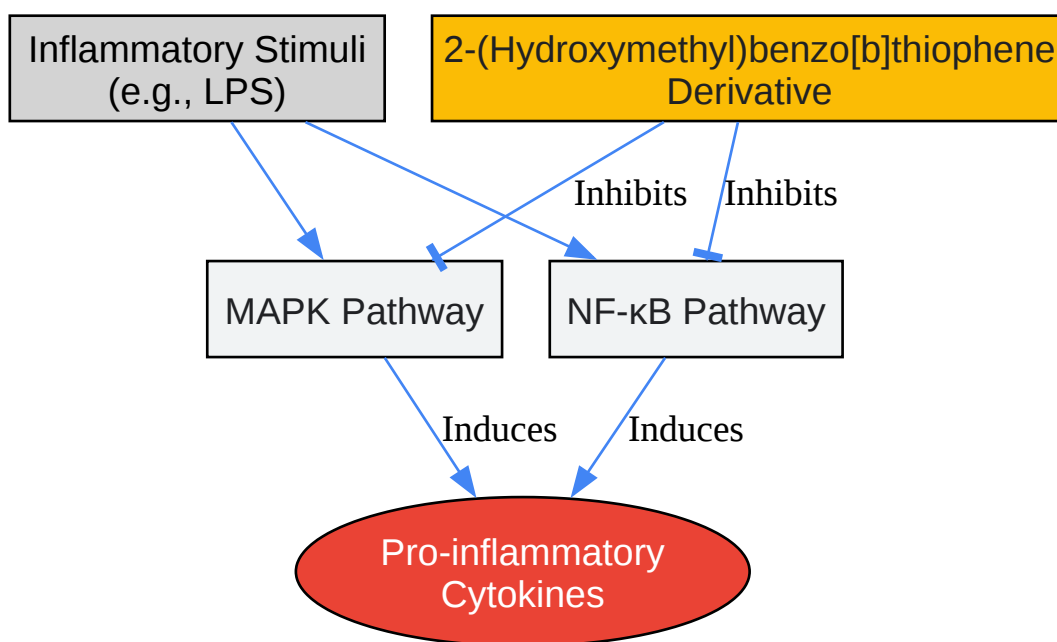 Inflammatory Stimuli
(e.g., LPS)
2-(Hydroxymethyl)benzo[b]thiophene
Derivative
Inhibits
Inhibits
MAPK Pathway
NF-κB Pathway
Induces
Induces
Pro-inflammatory
Cytokines